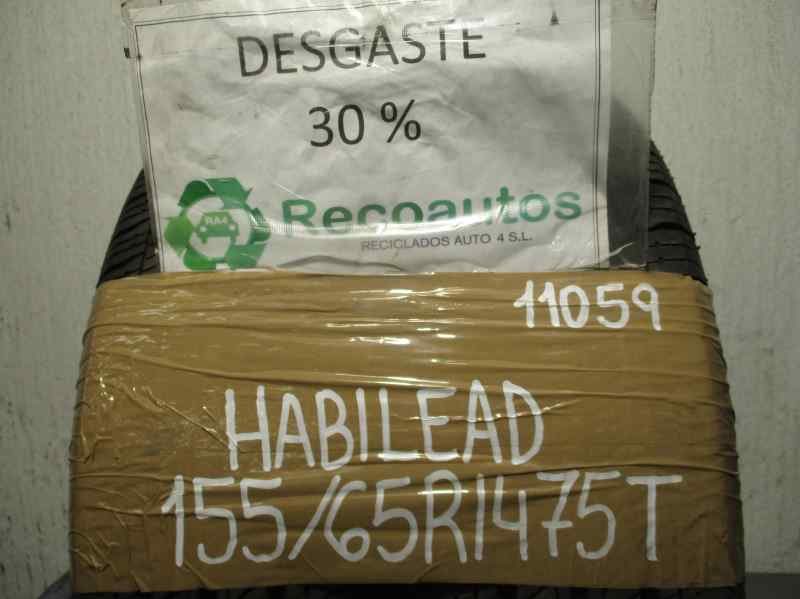 DESGASTE
30 %
RA4
Recoautos
RECICLADOS AUTO 4 S.L.
11059
HABILEAD
155/65R1475T